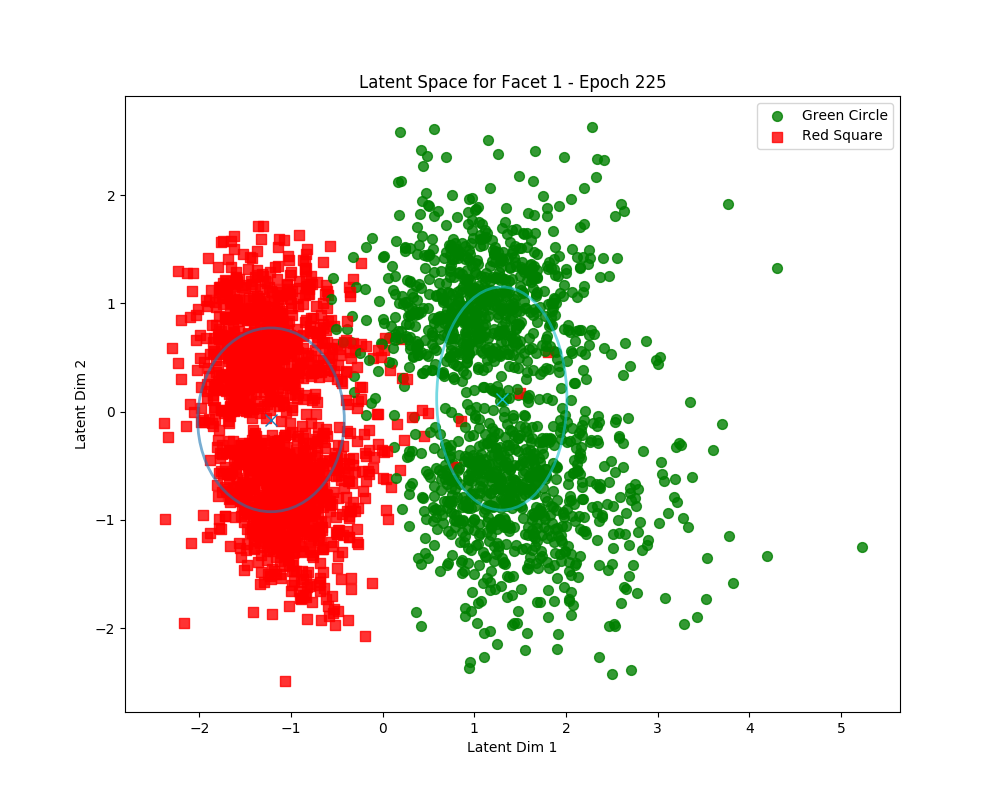 Latent Space for Facet 1 - Epoch 225
Green Circle
Red Square
Latent Dim 2
2
1
0
−1
−2
−2 −1 0 1 2 3 4 5
Latent Dim 1